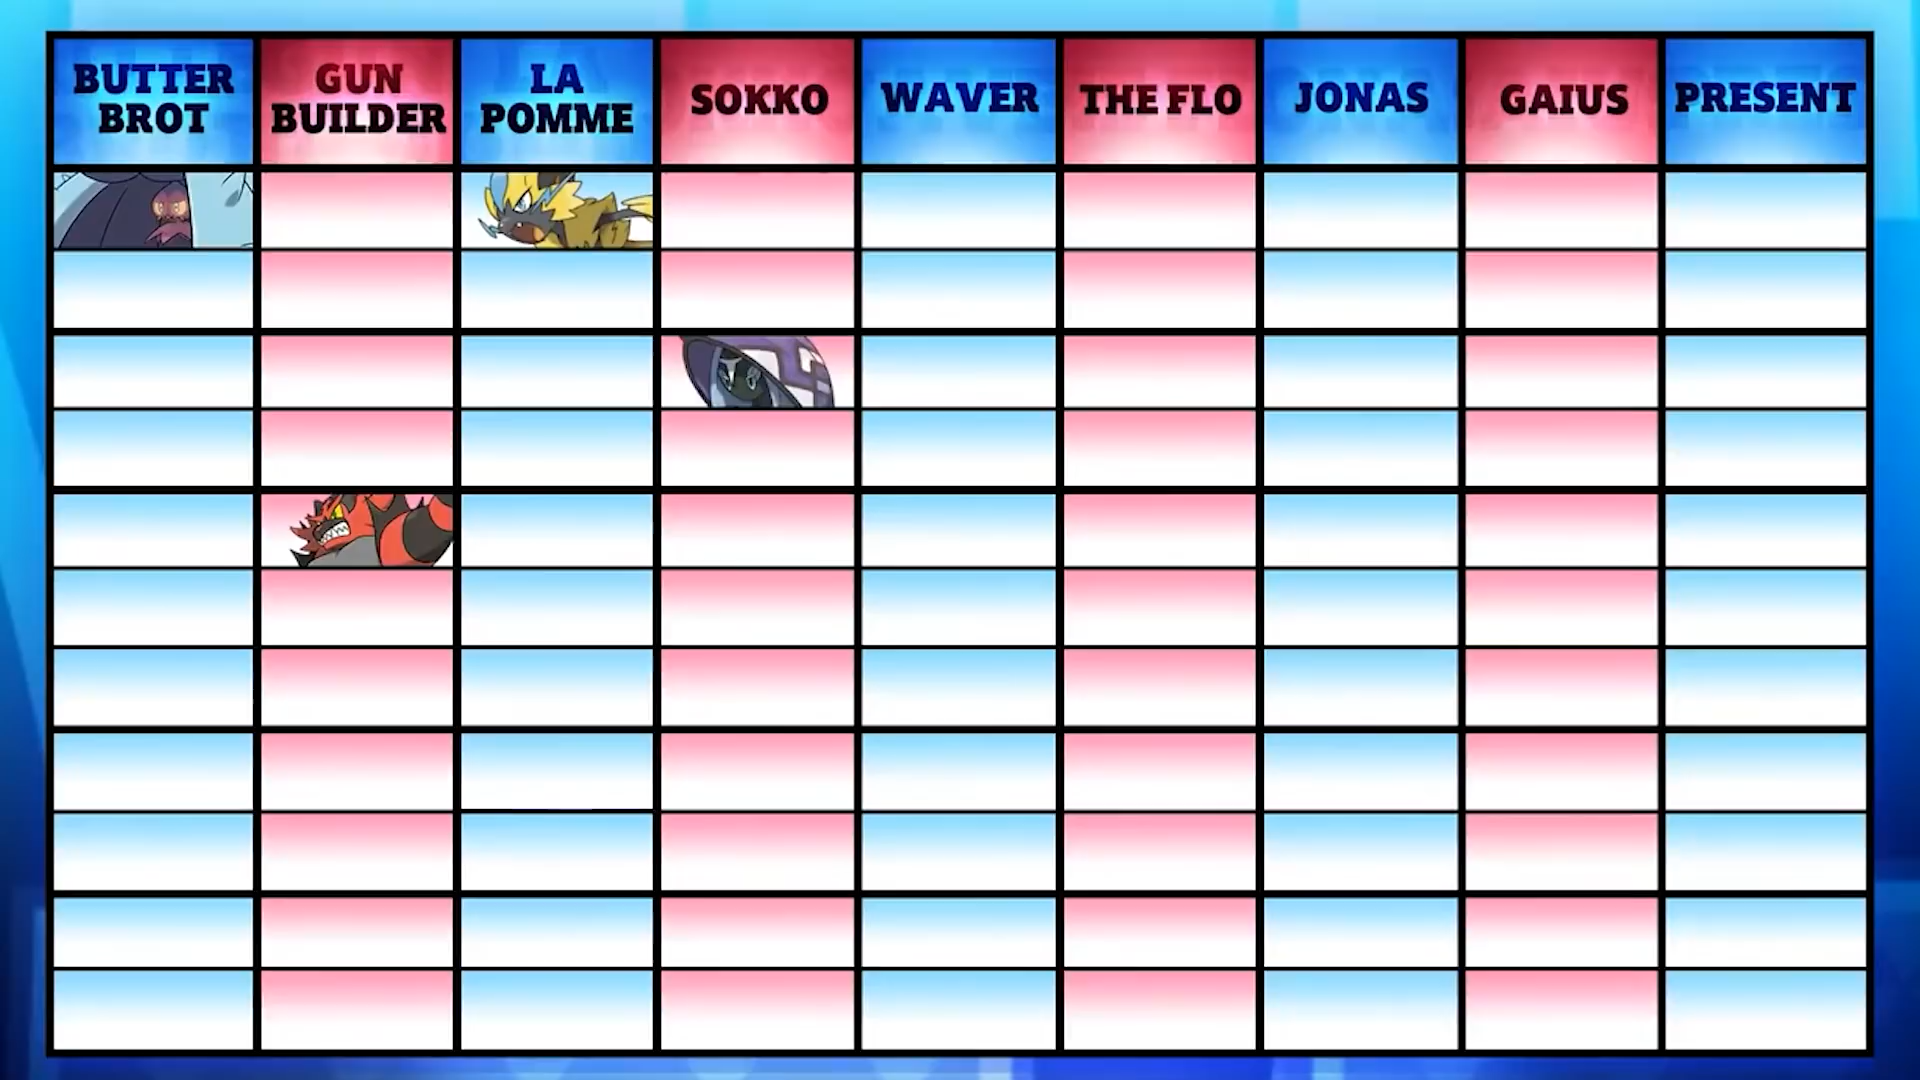 BUTTER
BROT
GUN
BUILDER
LA
POMME
SOKKO
WAVER
THE FLO
JONAS
GAIUS
PRESENT